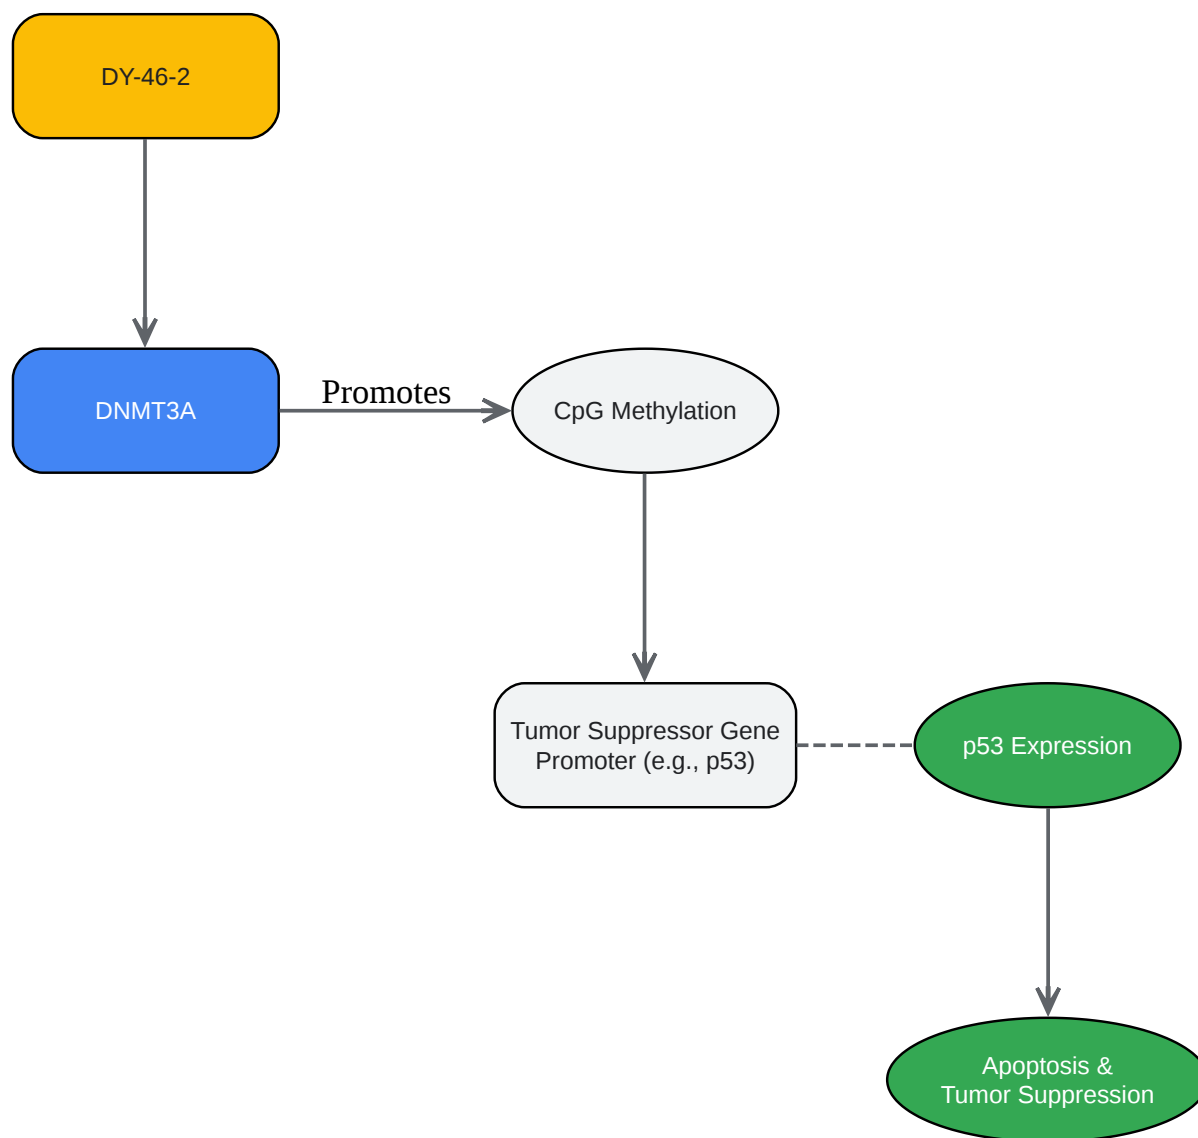 DY-46-2
DNMT3A
Promotes
CpG Methylation
Tumor Suppressor Gene
Promoter (e.g., p53)
p53 Expression
Apoptosis &
Tumor Suppression